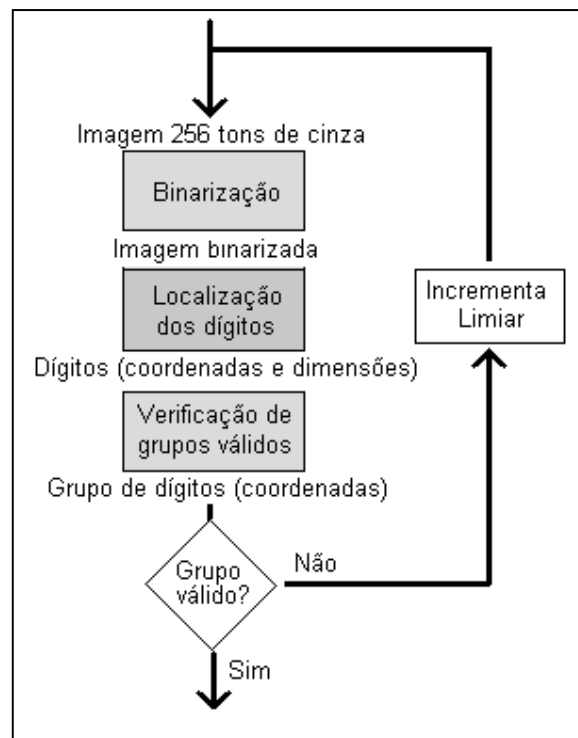 Imagem 256 tons de cinza
Binarização
Imagem binarizada
Localização
dos dígitos
Dígitos (coordenadas e dimensões)
Verificação de
grupos válidos
Grupo de dígitos (coordenadas)
Grupo
válido?
Não
Sim
Incrementa
Limiar